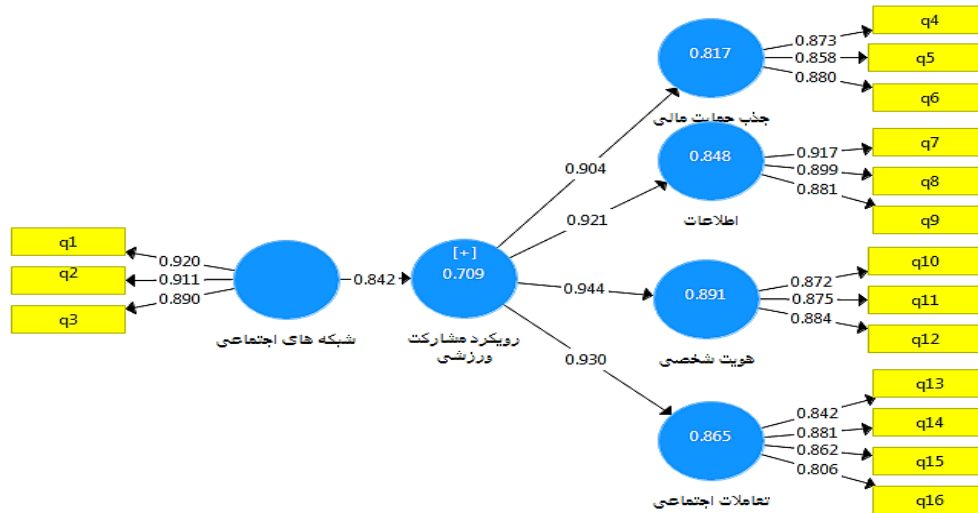 q1
q2
q3
0.920
0.911
0.890
شبکه های اجتماعی
0.842
[+]
0.709
رویکرد مشارکت
ورزشی
0.904
0.921
0.944
0.930
0.817
جذب حمایت مالی
0.873
0.858
0.880
q4
q5
q6
0.848
اطلاعات
0.917
0.899
0.881
q7
q8
q9
0.891
هویت شخصی
0.872
0.875
0.884
q10
q11
q12
0.865
تعاملات اجتماعی
0.842
0.881
0.862
0.806
q13
q14
q15
q16